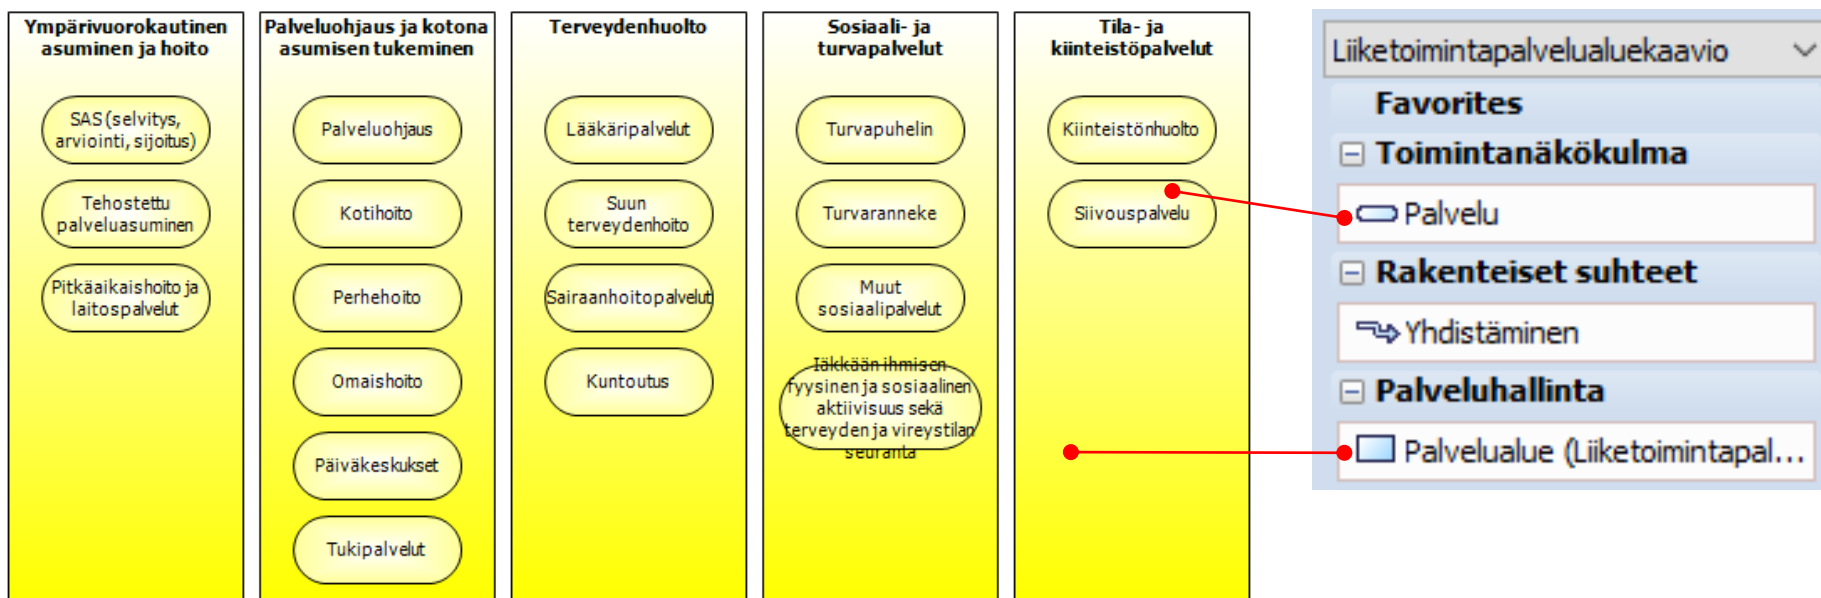 Ympärivuorokautinen
asuminen ja hoito
SAS (selvitys,
arviointi, sijoitus)
Tehostettu
palveluasuminen
Pitkäaikaishoito ja
laitospalvelut
Palveluohjaus ja kotona
asumisen tukeminen
Palveluohjaus
Kotihoito
Perhehoito
Omaishoito
Päiväkeskukset
Tukipalvelut
Terveydenhuolto
Lääkäripalvelut
Suun
terveydenhoito
Sairaanhoitopalvelut
Kuntoutus
Sosiaali- ja
turvapalvelut
Turvapuhelin
Turvaranneke
Muut
sosiaalipalvelut
Iäkkään ihmisen
fyysinen ja sosiaalinen
aktiivisuus sekä
terveyden ja vireystilan
seuranta
Tila- ja
kiinteistöpalvelut
Kiinteistönhuolto
Siivouspalvelu
Liiketoimintapalvelualuekaavio
Favorites
Toimintanäkökulma
Palvelu
Rakenteiset suhteet
Yhdistäminen
Palveluhallinta
Palvelualue (Liiketoimintapal...